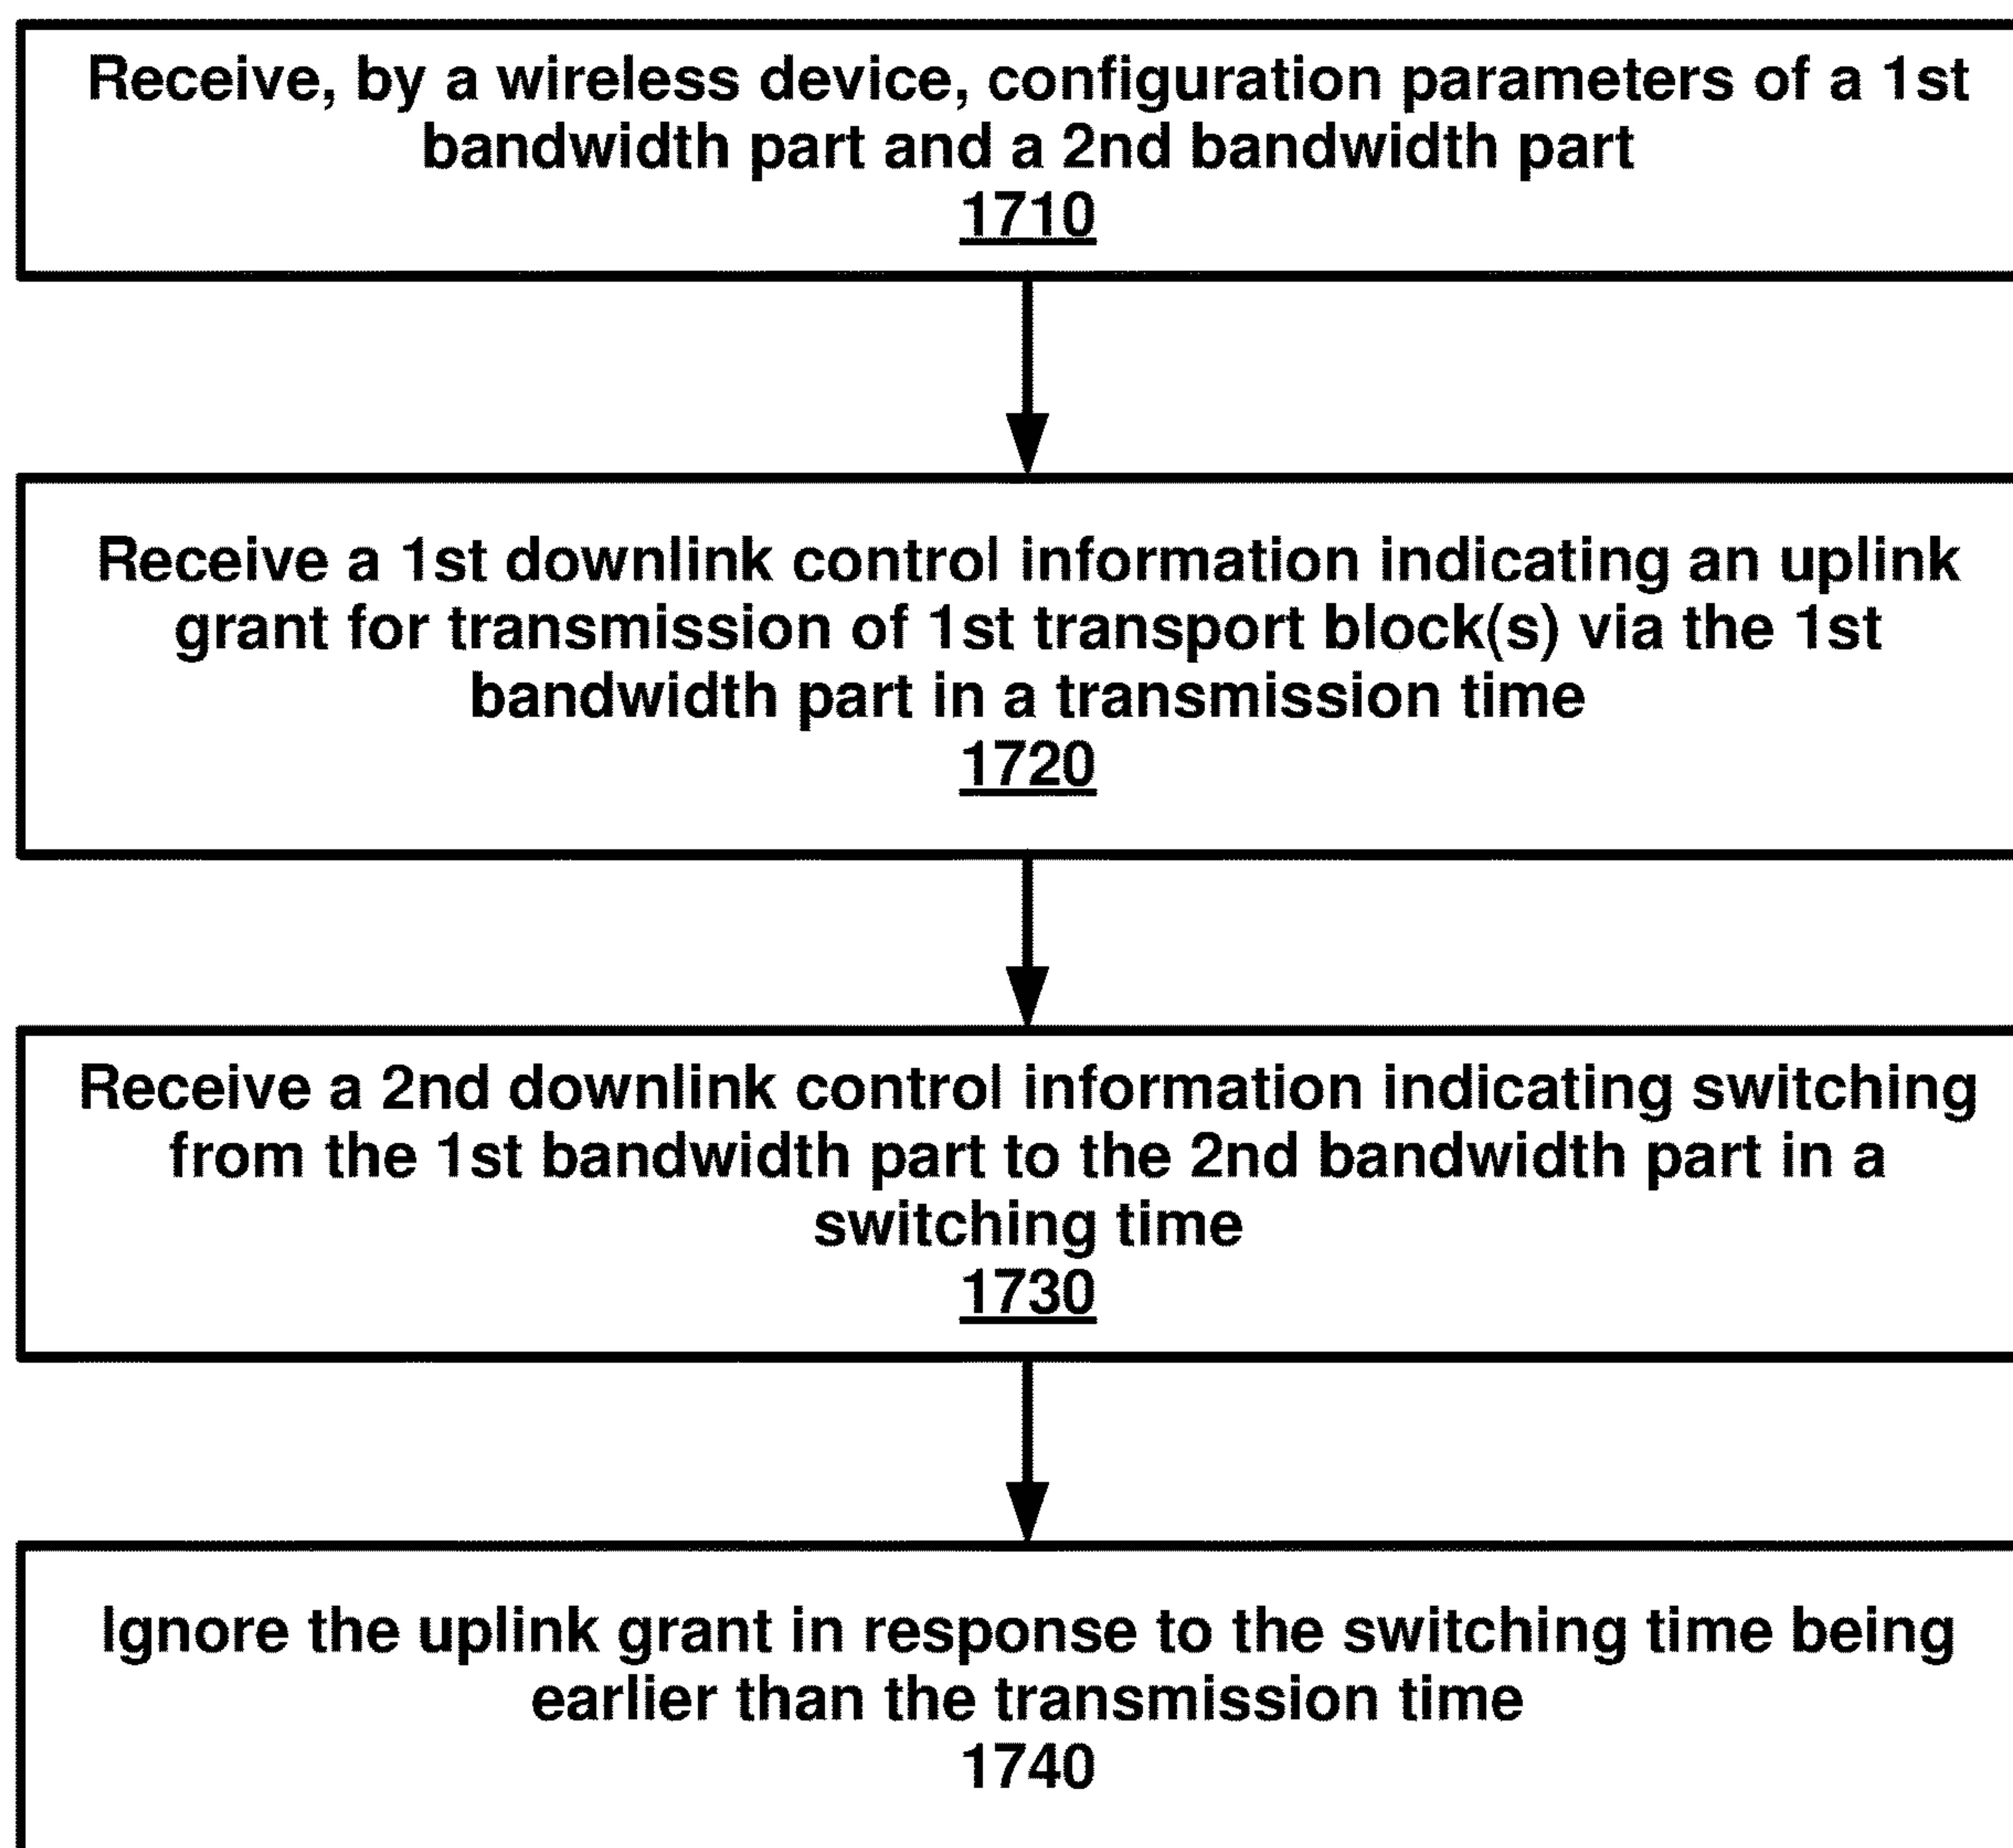 Receive, by a wireless device, configuration parameters of a 1st
bandwidth part and a 2nd bandwidth part
1710
Receive a 1st downlink control information indicating an uplink
grant for transmission of 1st transport block(s) via the 1st
bandwidth part in a transmission time
1720
Receive a 2nd downlink control information indicating switching
from the 1st bandwidth part to the 2nd bandwidth part in a
switching time
1730
Ignore the uplink grant in response to the switching time being
earlier than the transmission time
1740